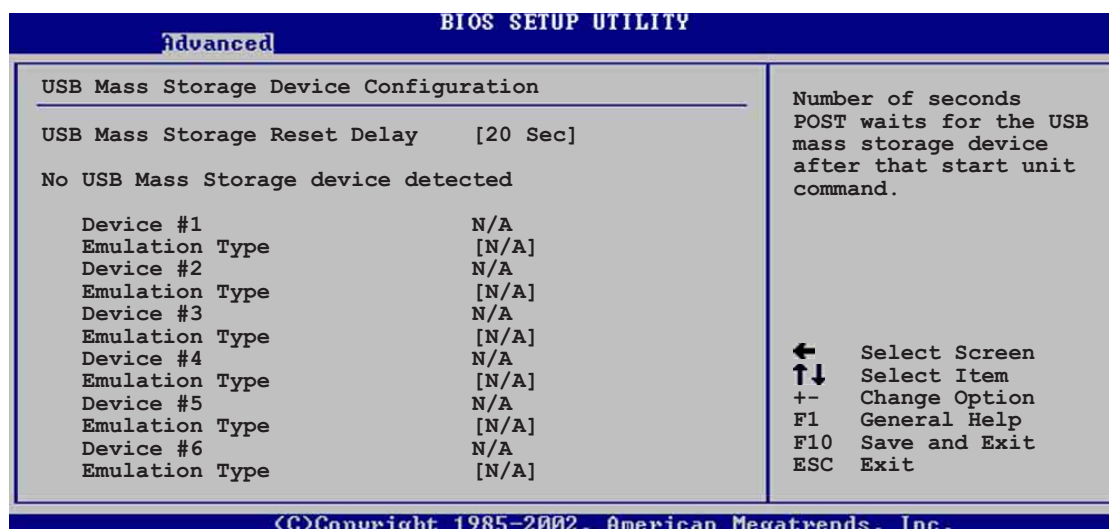 BIOS SETUP UTILITY
Advanced
USB Mass Storage Device Configuration
USB Mass Storage Reset Delay [20 Sec]
No USB Mass Storage device detected
Device #1 N/A
Emulation Type [N/A]
Device #2 N/A
Emulation Type [N/A]
Device #3 N/A
Emulation Type [N/A]
Device #4 N/A
Emulation Type [N/A]
Device #5 N/A
Emulation Type [N/A]
Device #6 N/A
Emulation Type [N/A]
Number of seconds
POST waits for the USB
mass storage device
after that start unit
command.
← Select Screen
↑↓ Select Item
+- Change Option
F1 General Help
F10 Save and Exit
ESC Exit
(C)Copyright 1985-2002, American Megatrends, Inc.